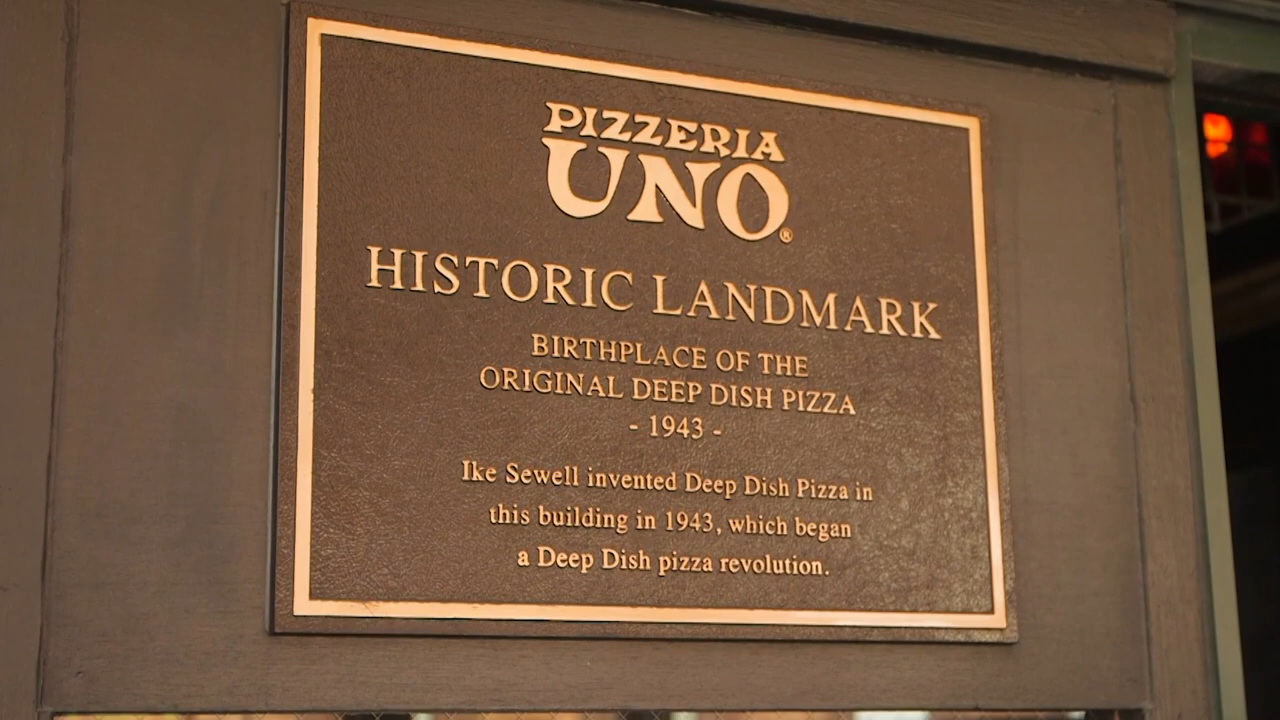 PIZZERIA
UNO®
HISTORIC LANDMARK
BIRTHPLACE OF THE
ORIGINAL DEEP DISH PIZZA
- 1943 -
Ike Sewell invented Deep Dish Pizza in
this building in 1943, which began
a Deep Dish pizza revolution.